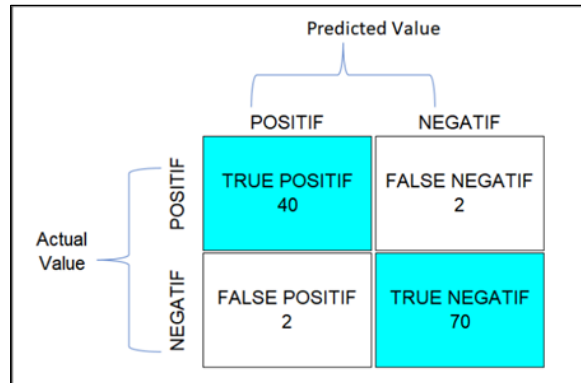 Predicted Value
POSITIF
NEGATIF
Actual
Value
POSITIF
TRUE POSITIF
40
FALSE NEGATIF
2
NEGATIF
FALSE POSITIF
2
TRUE NEGATIF
70